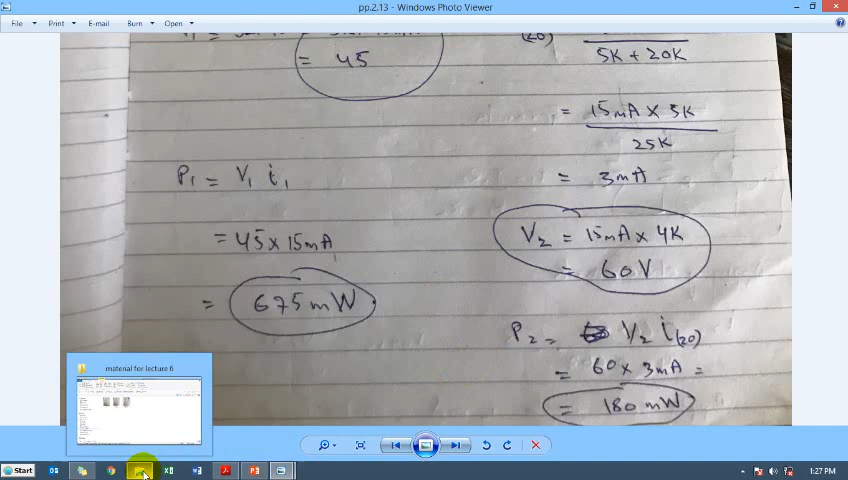 pp.2.13 - Windows Photo Viewer
File Print E-mail Burn Open
= 45
(20)
5K + 20K
= 15mA x 5K
25K
= 3mA
P1 = V1 i1
= 45 x 15mA
= 675 mW
V2 = 15mA x 4K
= 60V
P2 = V2 i(20)
= 60 x 3mA =
= 180 mW
material for lecture 6
Start
1:27 PM